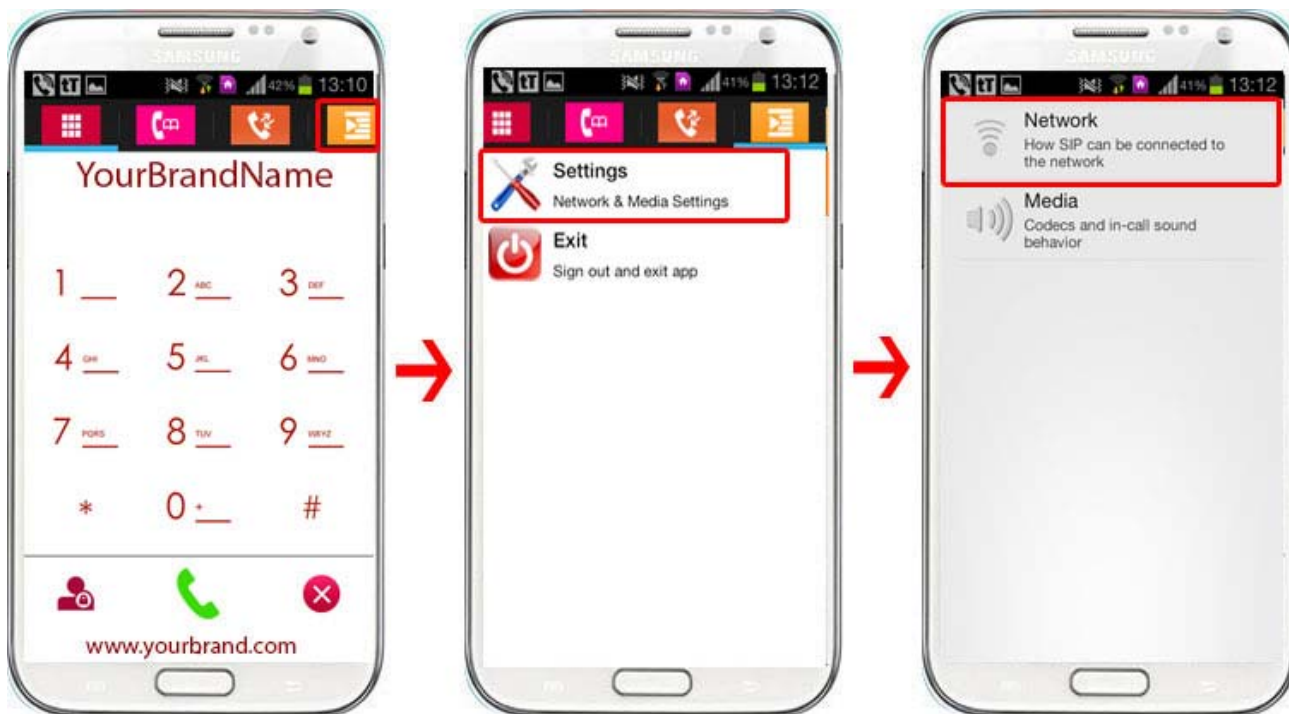 SAMSUNG
42% 13:10
YourBrandName
1 2 ABC 3 DEF
4 GHI 5 JKL 6 MNO
7 PQRS 8 TUV 9 WXYZ
* 0 + #
www.yourbrand.com
SAMSUNG
41% 13:12
Settings
Network & Media Settings
Exit
Sign out and exit app
SAMSUNG
41% 13:12
Network
How SIP can be connected to
the network
Media
Codecs and in-call sound
behavior